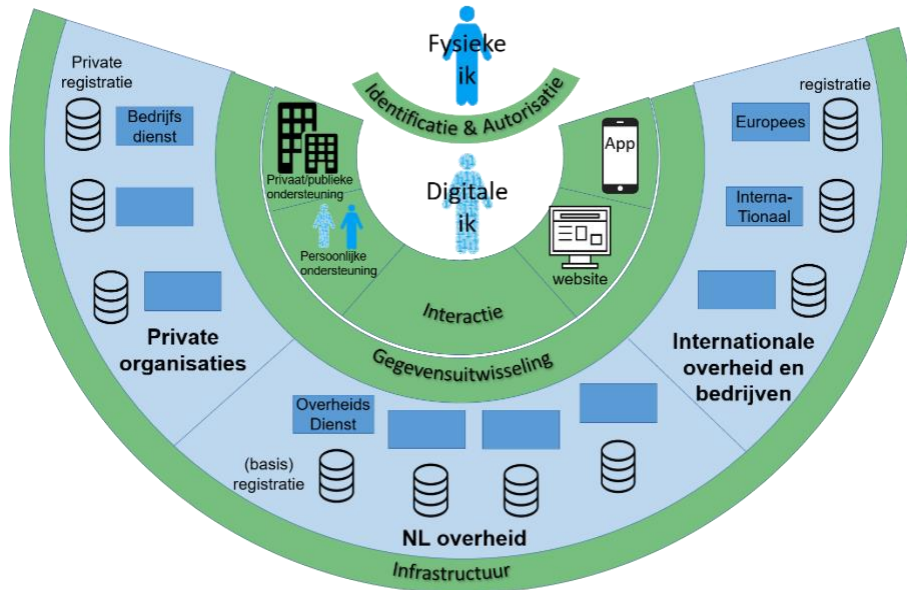 Fysieke
ik
Identificatie & Autorisatie
Digitale
ik
Private
registratie
Bedrijfs
dienst
Privaat/publieke
ondersteuning
Persoonlijke
ondersteuning
App
website
Interactie
Gegevensuitwisseling
registratie
Europees
Interna-
Tionaal
Private
organisaties
Internationale
overheid en
bedrijven
Overheids
Dienst
(basis)
registratie
NL overheid
Infrastructuur